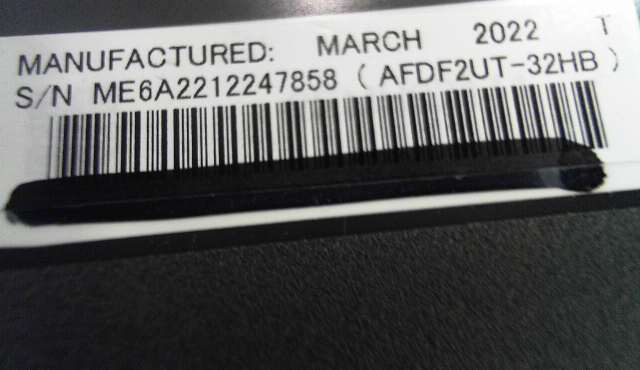 MANUFACTURED: MARCH 2022 T
S/N ME6A2212247858 ( AFDF2UT-32HB )